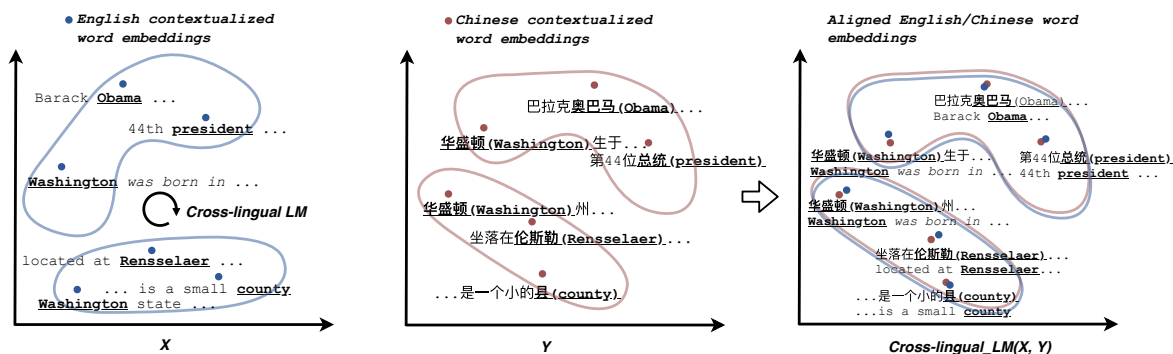 English contextualized
word embeddings
Barack Obama ...
44th president ...
Washington was born in ...
Cross-lingual LM
located at Rensselaer ...
... is a small county
Washington state ...
X
Chinese contextualized
word embeddings
巴拉克奥巴马(Obama)...
华盛顿(Washington)生于...
第44位总统(president)
华盛顿(Washington)州...
坐落在伦斯勒(Rensselaer)...
...是一个小的县(county)
Y
Aligned English/Chinese word
embeddings
巴拉克奥巴马(Obama)...
Barack Obama...
华盛顿(Washington)生于...
Washington was born in ...
第44位总统(president)
44th president ...
华盛顿(Washington)州...
Washington was born in ...
坐落在伦斯勒(Rensselaer)...
located at Rensselaer...
...是一个小的县(county)
...is a small county
Cross-lingual_LM(X, Y)